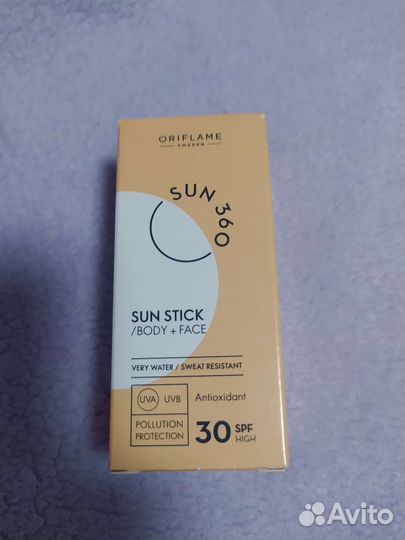 ORIFLAME
SWEDEN
SUN 360
SUN STICK
/BODY + FACE
VERY WATER / SWEAT RESISTANT
UVA UVB
Antioxidant
POLLUTION
PROTECTION
30 SPF
HIGH
Avito